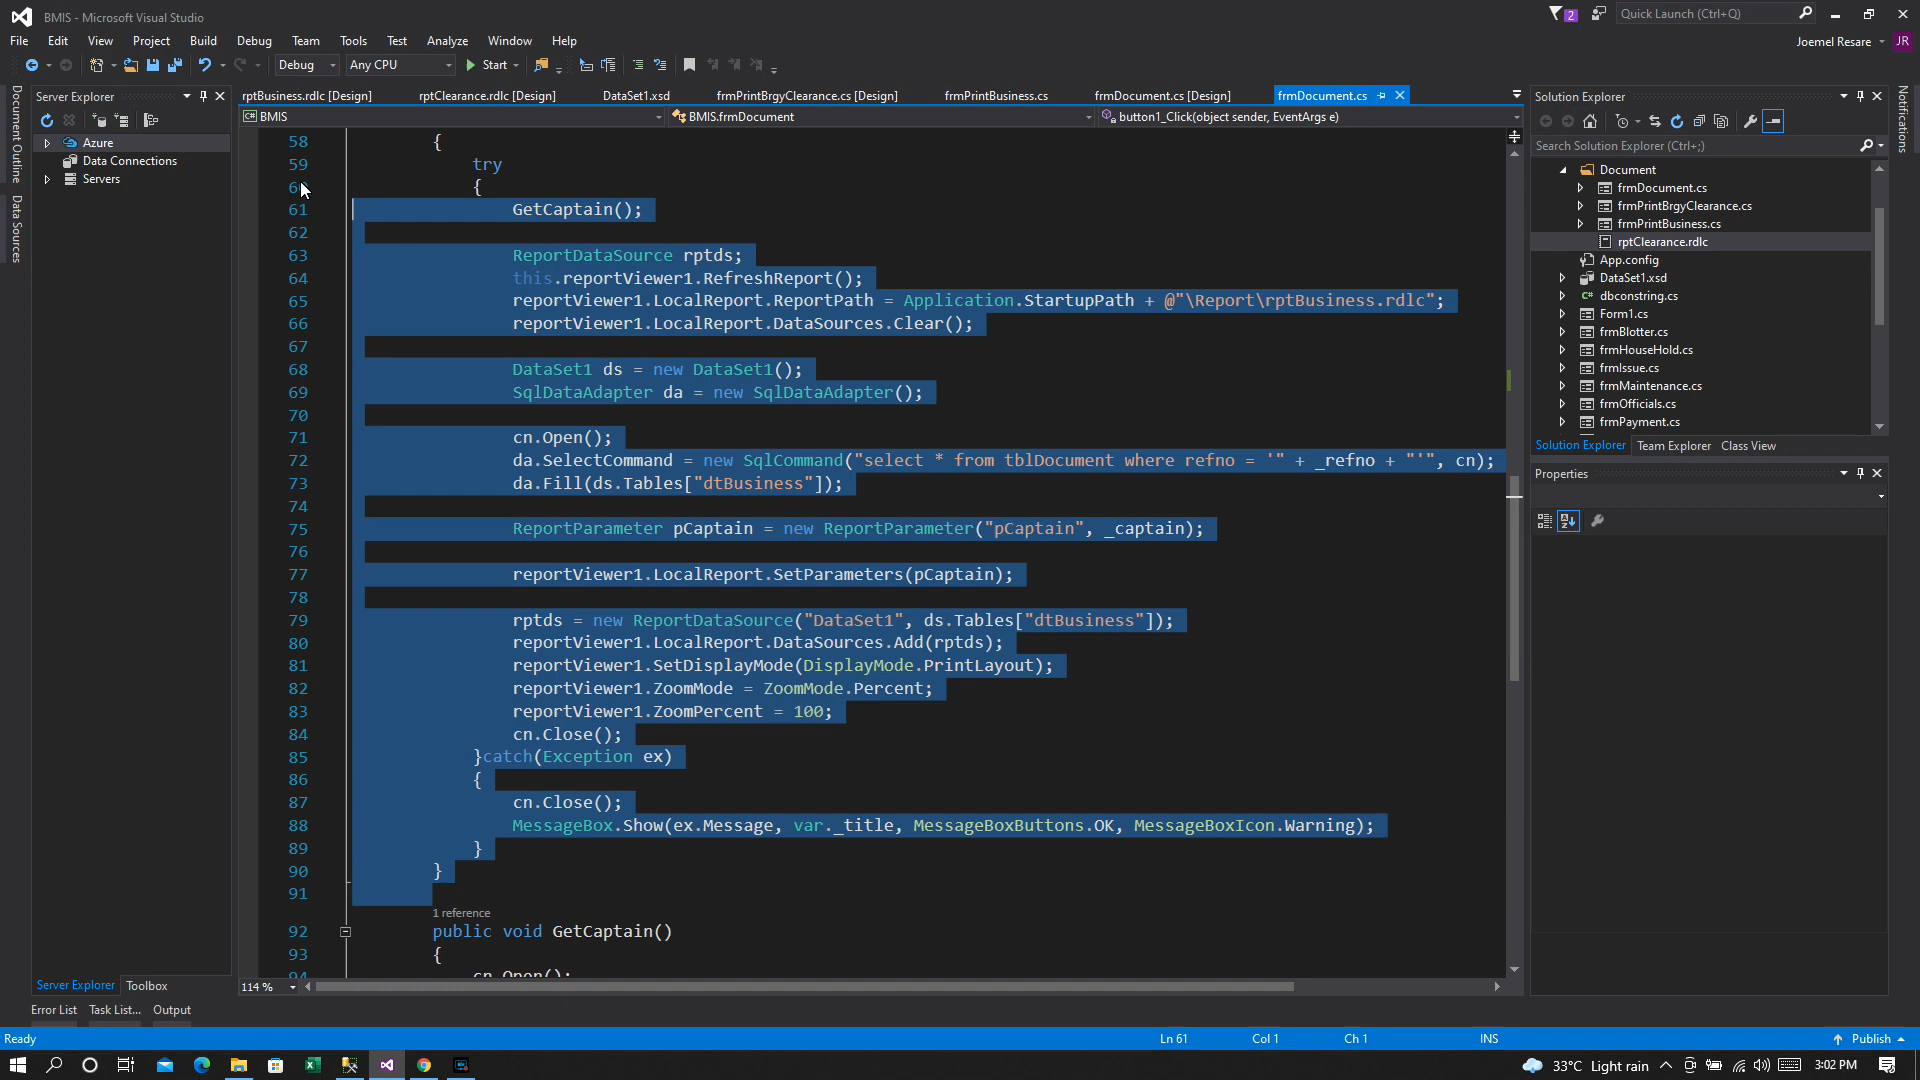 BMIS - Microsoft Visual Studio
2
Quick Launch (Ctrl+Q)
File Edit View Project Build Debug Team Tools Test Analyze Window Help
Joemel Resare JR
Debug Any CPU Start
Document Outline
Data Sources
Server Explorer
Azure
Data Connections
Servers
Server Explorer Toolbox
rptBusiness.rdlc [Design] rptClearance.rdlc [Design] DataSet1.xsd frmPrintBrgyClearance.cs [Design] frmPrintBusiness.cs frmDocument.cs [Design] frmDocument.cs
C# BMIS BMIS.frmDocument button1_Click(object sender, EventArgs e)
58 {
59 try
60 {
61 GetCaptain();
62
63 ReportDataSource rptds;
64 this.reportViewer1.RefreshReport();
65 reportViewer1.LocalReport.ReportPath = Application.StartupPath + @"\Report\rptBusiness.rdlc";
66 reportViewer1.LocalReport.DataSources.Clear();
67
68 DataSet1 ds = new DataSet1();
69 SqlDataAdapter da = new SqlDataAdapter();
70
71 cn.Open();
72 da.SelectCommand = new SqlCommand("select * from tblDocument where refno = '" + _refno + "'", cn);
73 da.Fill(ds.Tables["dtBusiness"]);
74
75 ReportParameter pCaptain = new ReportParameter("pCaptain", _captain);
76
77 reportViewer1.LocalReport.SetParameters(pCaptain);
78
79 rptds = new ReportDataSource("DataSet1", ds.Tables["dtBusiness"]);
80 reportViewer1.LocalReport.DataSources.Add(rptds);
81 reportViewer1.SetDisplayMode(DisplayMode.PrintLayout);
82 reportViewer1.ZoomMode = ZoomMode.Percent;
83 reportViewer1.ZoomPercent = 100;
84 cn.Close();
85 }catch(Exception ex)
86 {
87 cn.Close();
88 MessageBox.Show(ex.Message, var._title, MessageBoxButtons.OK, MessageBoxIcon.Warning);
89 }
90 }
91
1 reference
92 public void GetCaptain()
93 {
94 cn.Open();
114 %
Solution Explorer
Search Solution Explorer (Ctrl+;)
Document
frmDocument.cs
frmPrintBrgyClearance.cs
frmPrintBusiness.cs
rptClearance.rdlc
App.config
DataSet1.xsd
C# dbconstring.cs
Form1.cs
frmBlotter.cs
frmHouseHold.cs
frmIssue.cs
frmMaintenance.cs
frmOfficials.cs
frmPayment.cs
Solution Explorer Team Explorer Class View
Properties
Notifications
Error List Task List... Output
Ready Ln 61 Col 1 Ch 1 INS Publish
33°C Light rain 3:02 PM